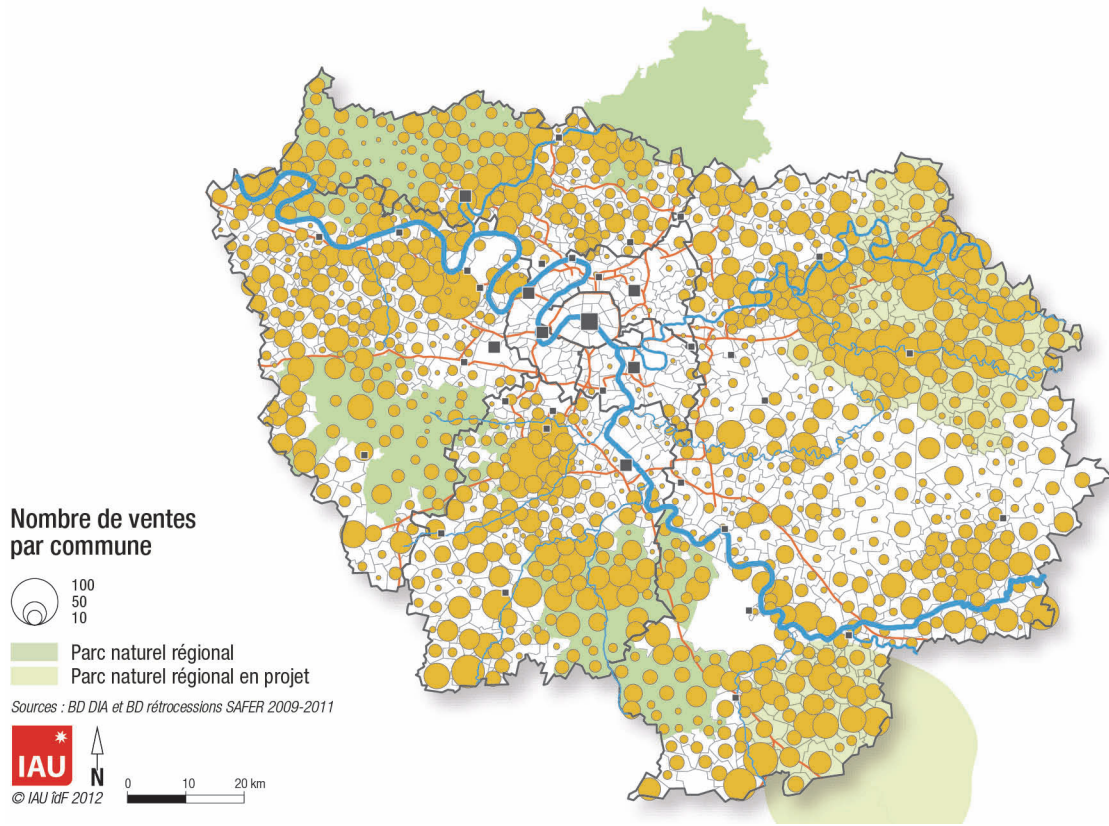 Nombre de ventes
par commune
100
50
10
Parc naturel régional
Parc naturel régional en projet
Sources : BD DIA et BD rétrocessions SAFER 2009-2011
IAU
N
© IAU îdF 2012
0 10 20 km